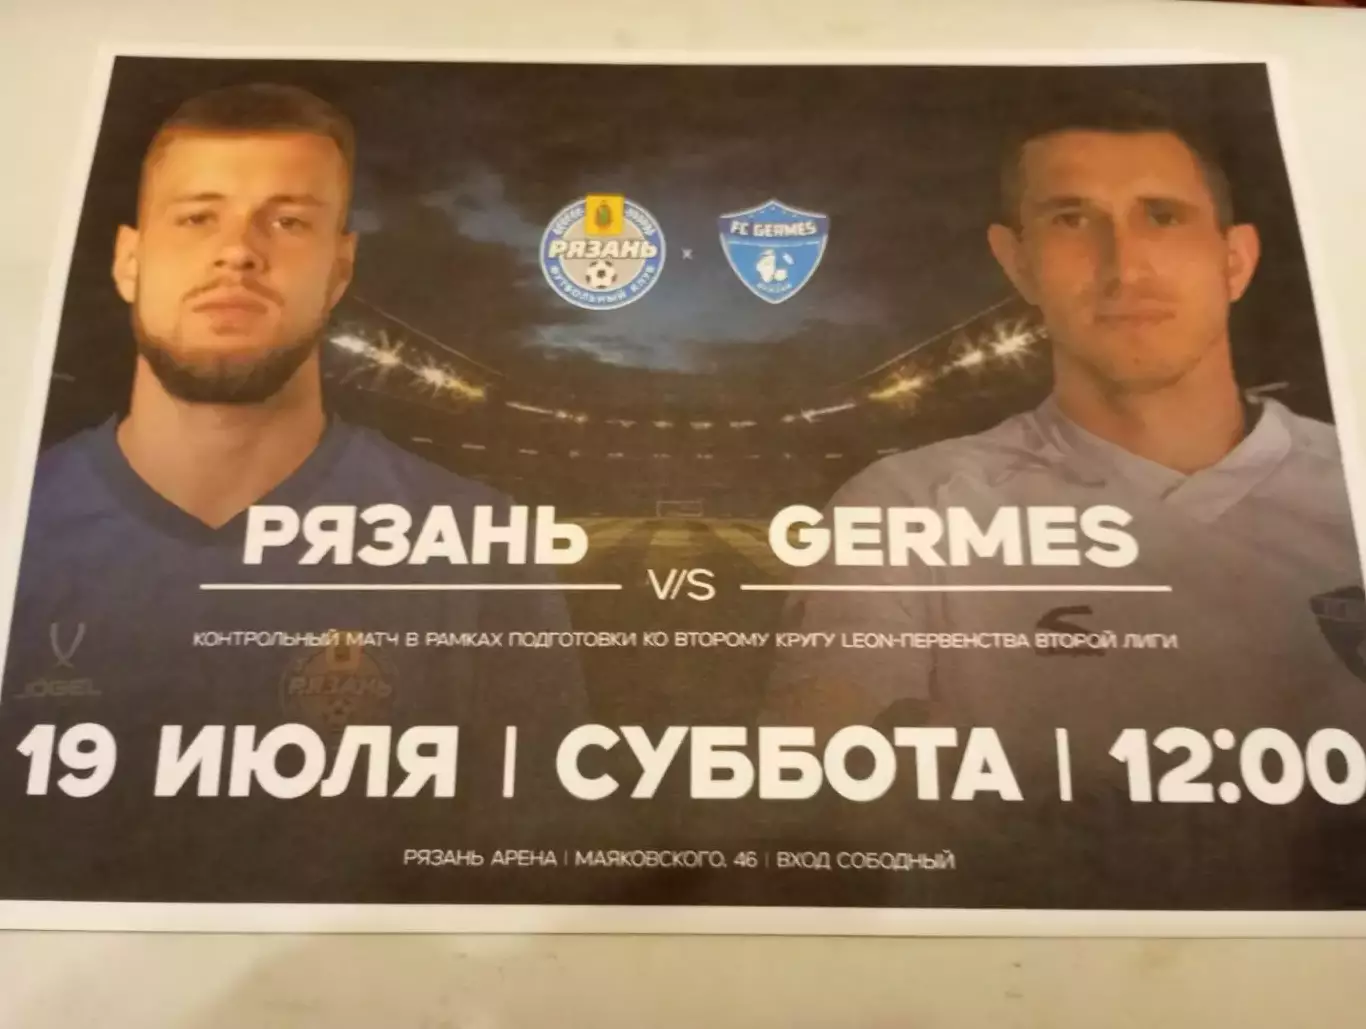 РЯЗАНЬ
ФУТБОЛЬНЫЙ КЛУБ
x
FC GERMES
РЯЗАНЬ V/S GERMES
КОНТРОЛЬНЫЙ МАТЧ В РАМКАХ ПОДГОТОВКИ КО ВТОРОМУ КРУГУ LEON-ПЕРВЕНСТВА ВТОРОЙ ЛИГИ
JOGEL
РЯЗАНЬ
19 ИЮЛЯ | СУББОТА | 12:00
РЯЗАНЬ АРЕНА | МАЯКОВСКОГО, 46 | ВХОД СОБОДНЫЙ